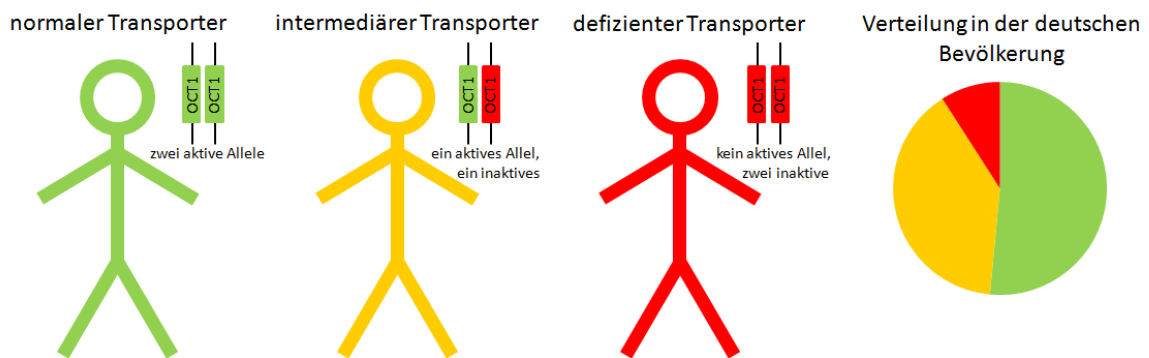 normaler Transporter
OCT1
OCT1
zwei aktive Allele
intermediärer Transporter
OCT1
OCT1
ein aktives Allel,
ein inaktives
defizienter Transporter
OCT1
OCT1
kein aktives Allel,
zwei inaktive
Verteilung in der deutschen
Bevölkerung